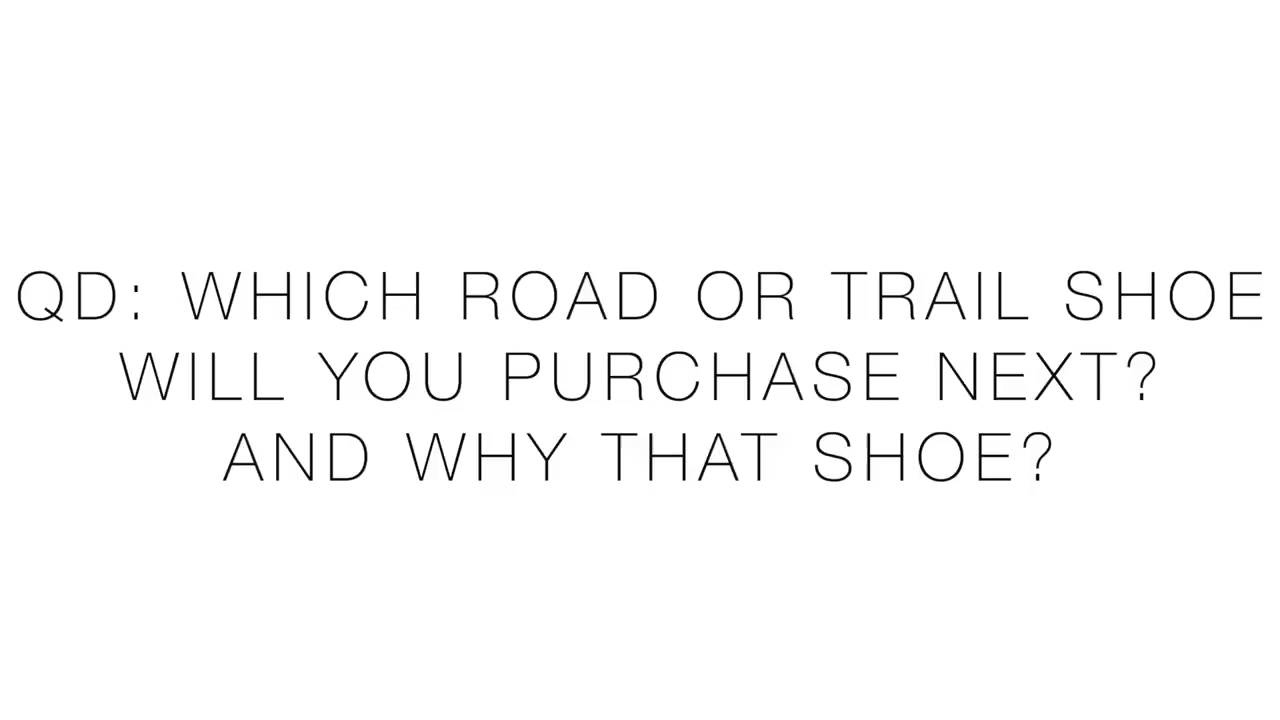 QD: WHICH ROAD OR TRAIL SHOE
WILL YOU PURCHASE NEXT?
AND WHY THAT SHOE?